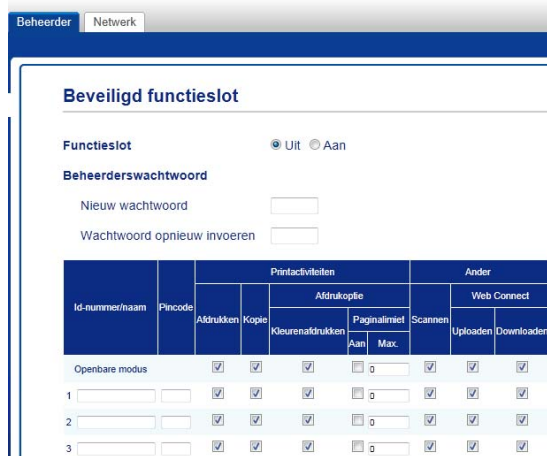 Beheerder Netwerk
Beveiligd functieslot
Functieslot Uit Aan
Beheerderswachtwoord
Nieuw wachtwoord
Wachtwoord opnieuw invoeren
Printactiviteiten Ander
Id-nummer/naam Pincode Afdrukken Kopie Afdrukoptie Scannen Web Connect
Kleurenafdrukken Paginalimiet Uploaden Downloaden
Aan Max.
Openbare modus 0
1 0
2 0
3 0